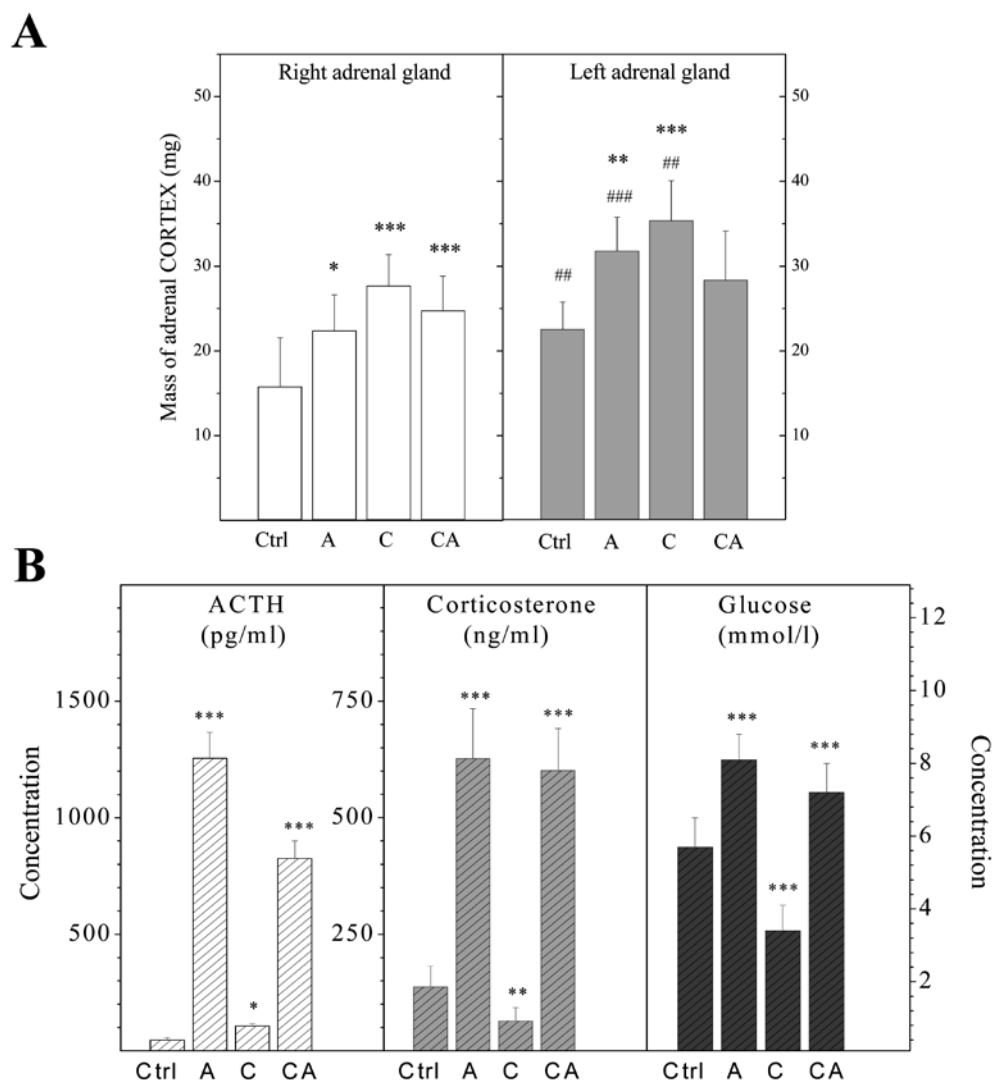 A
Right adrenal gland Left adrenal gland
50 50
*** 
** ##
40 ### 40
***
***
*
30 30
##
20 20
10 10
Mass of adrenal CORTEX (mg)
Ctrl A C CA Ctrl A C CA
B
ACTH Corticosterone Glucose
(pg/ml) (ng/ml) (mmol/l)
12
1500 750 10
*** *** *** *** ***
8
1000 500
*** 6
4
***
500 250
** 2
*
Concentration
Concentration
Ctrl A C CA Ctrl A C CA Ctrl A C CA